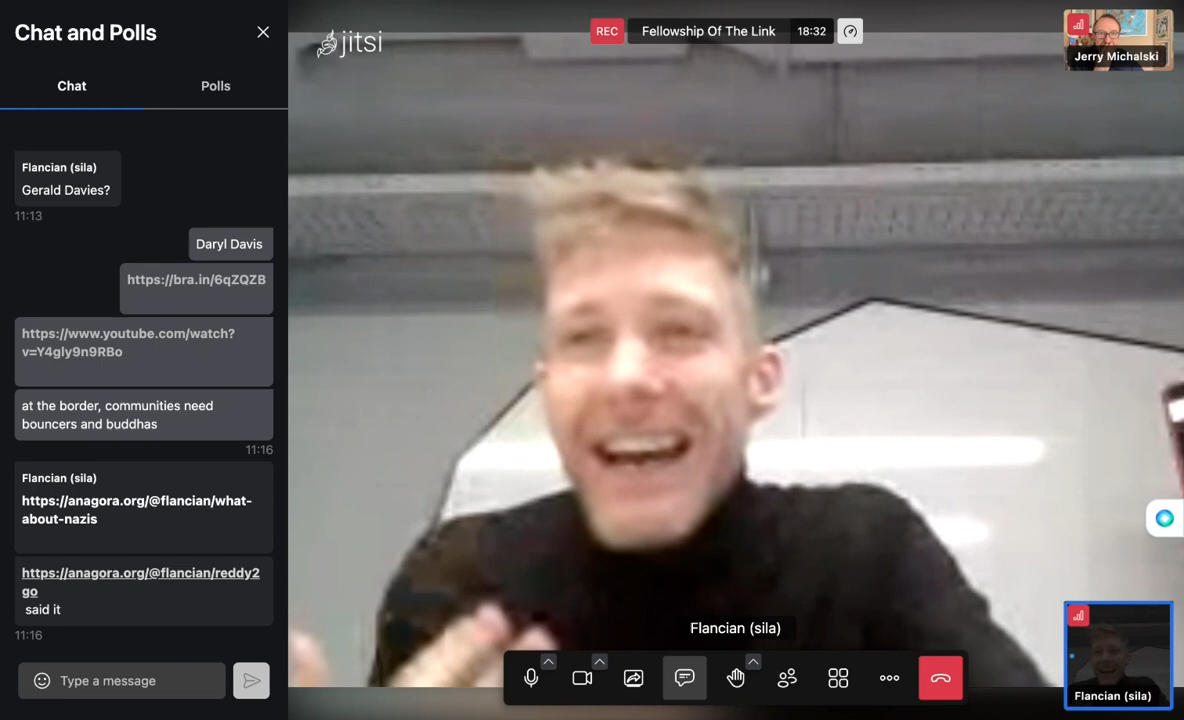 Chat and Polls
Chat
Polls
Flancian (sila)
Gerald Davies?
11:13
Daryl Davis
https://bra.in/6qZQZB
https://www.youtube.com/watch?
v=Y4gly9n9RBo
at the border, communities need
bouncers and buddhas
11:16
Flancian (sila)
https://anagora.org/@flancian/what-
about-nazis
https://anagora.org/@flancian/reddy2
go
said it
11:16
Type a message
jitsi
REC
Fellowship Of The Link
18:32
Jerry Michalski
Flancian (sila)
Flancian (sila)